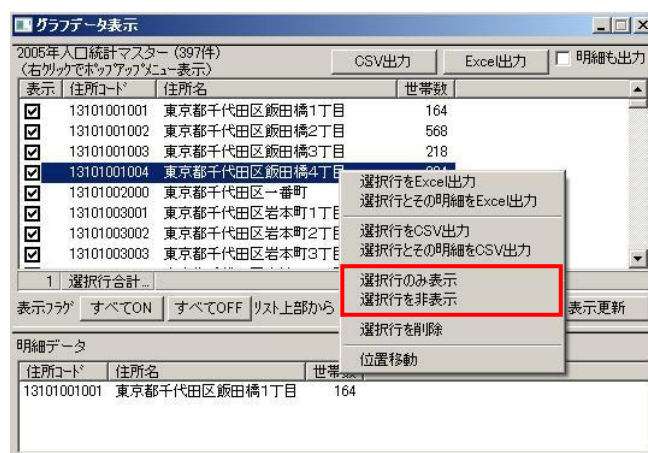 グラフデータ表示
2005年人口統計マスター (397件)
(右クリックでポップアップメニュー表示)
CSV出力
Excel出力
明細も出力
表示 住所コード 住所名 世帯数
13101001001 東京都千代田区飯田橋1丁目 164
13101001002 東京都千代田区飯田橋2丁目 568
13101001003 東京都千代田区飯田橋3丁目 218
13101001004 東京都千代田区飯田橋4丁目
13101002000 東京都千代田区一番町
13101003001 東京都千代田区岩本町1丁目
13101003002 東京都千代田区岩本町2丁目
13101003003 東京都千代田区岩本町3丁目
選択行をExcel出力
選択行とその明細をExcel出力
選択行をCSV出力
選択行とその明細をCSV出力
選択行のみ表示
選択行を非表示
選択行を削除
位置移動
1 選択行合計...
表示フラグ すべてON すべてOFF リスト上部から 表示更新
明細データ
住所コード 住所名 世帯数
13101001001 東京都千代田区飯田橋1丁目 164